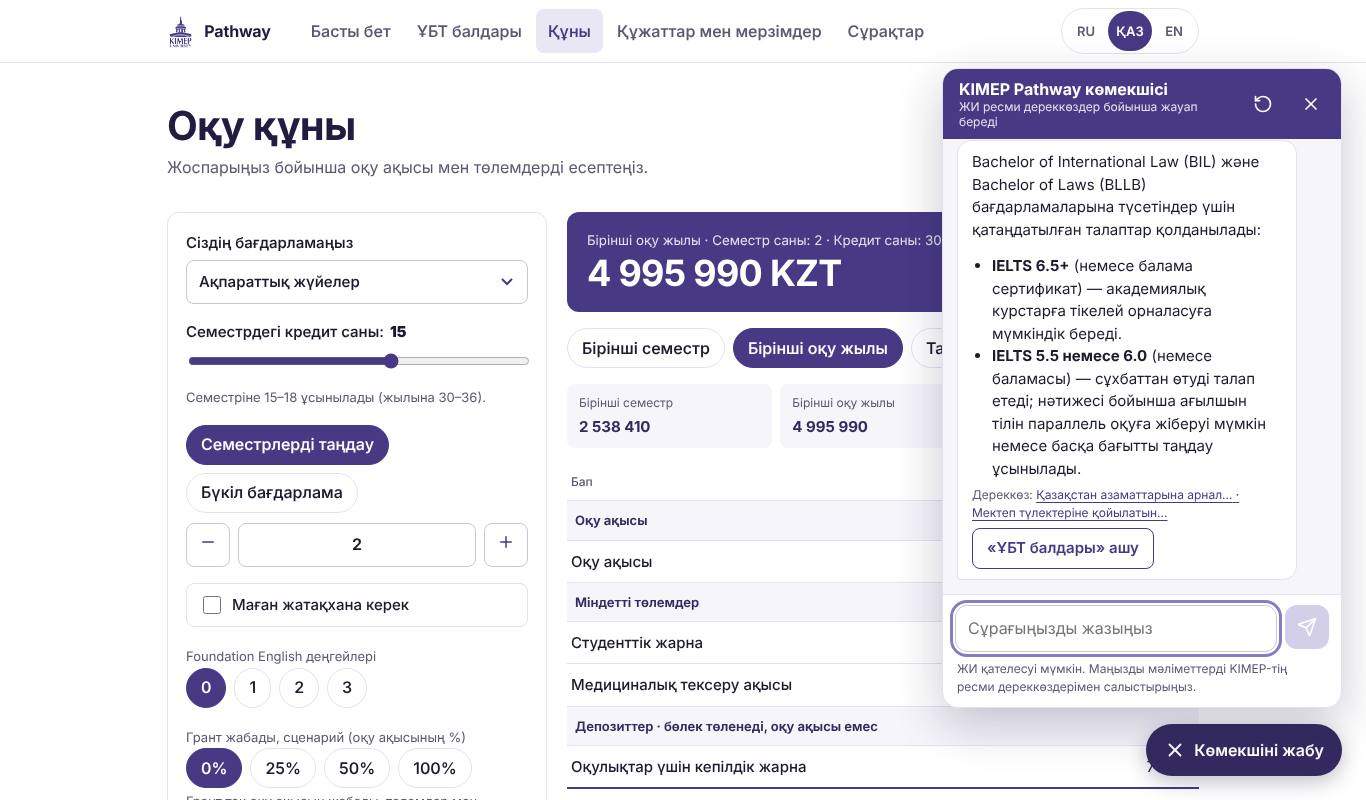 KIMEP
UNIVERSITY
Pathway
Басты бет
ҰБТ балдары
Құны
Құжаттар мен мерзімдер
Сұрақтар
RU
ҚАЗ
EN
Оқу құны
Жоспарыңыз бойынша оқу ақысы мен төлемдерді есептеңіз.
Сіздің бағдарламаңыз
Ақпараттық жүйелер
Семестрдегі кредит саны: 15
Семестріне 15–18 ұсынылады (жылына 30–36).
Семестрлерді таңдау
Бүкіл бағдарлама
− 2 +
Маған жатақхана керек
Foundation English деңгейлері
0 1 2 3
Грант жабады, сценарий (оқу ақысының %)
0% 25% 50% 100%
Бірінші оқу жылы · Семестр саны: 2 · Кредит саны: 30
4 995 990 KZT
Бірінші семестр
Бірінші оқу жылы
Бірінші семестр
2 538 410
Бірінші оқу жылы
4 995 990
Бап
Оқу ақысы
Оқу ақысы
Міндетті төлемдер
Студенттік жарна
Медициналық тексеру ақысы
Депозиттер · бөлек төленеді, оқу ақысы емес
Оқулықтар үшін кепілдік жарна
KIMEP Pathway көмекшісі
ЖИ ресми дереккөздер бойынша жауап
береді
Bachelor of International Law (BIL) және
Bachelor of Laws (BLLB)
бағдарламаларына түсетіндер үшін
қатаңдатылған талаптар қолданылады:
• IELTS 6.5+ (немесе балама
сертификат) — академиялық
курстарға тікелей орналасуға
мүмкіндік береді.
• IELTS 5.5 немесе 6.0 (немесе
баламасы) — сұхбаттан өтуді талап
етеді; нәтижесі бойынша ағылшын
тілін параллель оқуға жіберуі мүмкін
немесе басқа бағытты таңдау
ұсынылады.
Дереккөз: Қазақстан азаматтарына арнал… ·
Мектеп түлектеріне қойылатын…
«ҰБТ балдары» ашу
Сұрағыңызды жазыңыз
ЖИ қателесуі мүмкін. Маңызды мәліметтерді KIMEP-тің
ресми дереккөздерімен салыстырыңыз.
Көмекшіні жабу